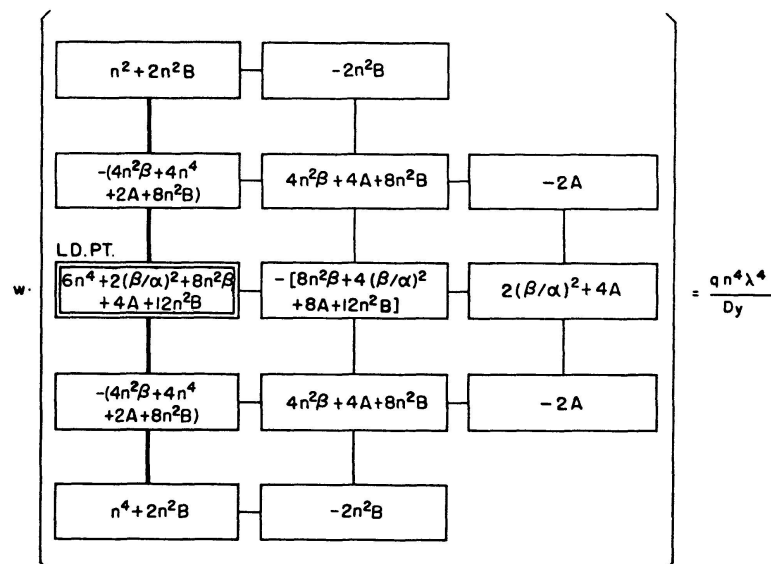 n² + 2n²B
-2n²B
-(4n²β + 4n⁴
+2A + 8n²B)
4n²β + 4A + 8n²B
-2A
LD.PT.
6n⁴ + 2(β/α)² + 8n²β
+ 4A + 12n²B
-[8n²β + 4(β/α)²
+8A + 12n²B]
2(β/α)² + 4A
w·
= qn⁴λ⁴
Dy
-(4n²β + 4n⁴
+2A + 8n²B)
4n²β + 4A + 8n²B
-2A
n⁴ + 2n²B
-2n²B